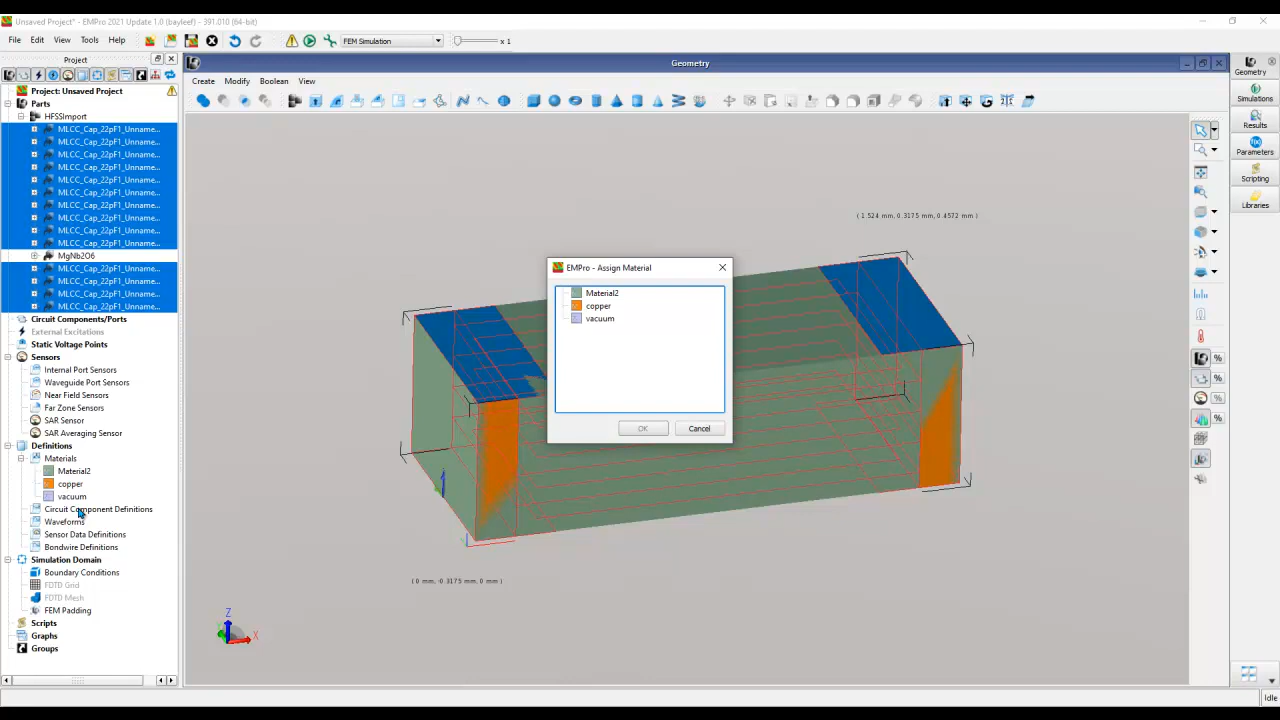 Unsaved Project* - EMPro 2021 Update 1.0 (bayleef) - 391.010 (64-bit)
File Edit View Tools Help
FEM Simulation
x 1
Project
Geometry
Project: Unsaved Project
Parts
HFSSImport
MLCC_Cap_22pF1_Unname...
MLCC_Cap_22pF1_Unname...
MLCC_Cap_22pF1_Unname...
MLCC_Cap_22pF1_Unname...
MLCC_Cap_22pF1_Unname...
MLCC_Cap_22pF1_Unname...
MLCC_Cap_22pF1_Unname...
MLCC_Cap_22pF1_Unname...
MLCC_Cap_22pF1_Unname...
MLCC_Cap_22pF1_Unname...
MgNb2O6
MLCC_Cap_22pF1_Unname...
MLCC_Cap_22pF1_Unname...
MLCC_Cap_22pF1_Unname...
MLCC_Cap_22pF1_Unname...
Circuit Components/Ports
External Excitations
Static Voltage Points
Sensors
Internal Port Sensors
Waveguide Port Sensors
Near Field Sensors
Far Zone Sensors
SAR Sensor
SAR Averaging Sensor
Definitions
Materials
Material2
copper
vacuum
Circuit Component Definitions
Waveforms
Sensor Data Definitions
Bondwire Definitions
Simulation Domain
Boundary Conditions
FDTD Grid
FDTD Mesh
FEM Padding
Scripts
Graphs
Groups
Create Modify Boolean View
( 1.524 mm, 0.3175 mm, 0.4572 mm )
EMPro - Assign Material
Material2
copper
vacuum
OK Cancel
( 0 mm, -0.3175 mm, 0 mm )
Z
X
Geometry
Simulations
Results
Parameters
Scripting
Libraries
%
%
%
%
Idle